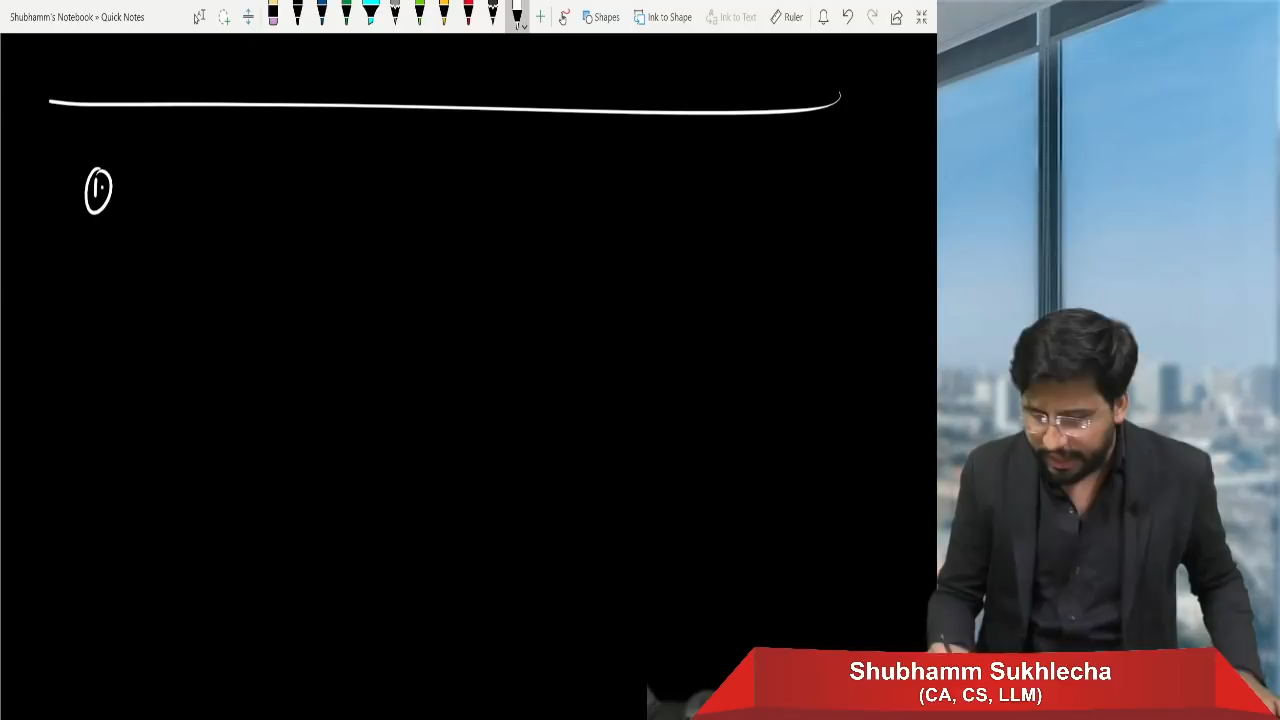 Shubhamm's Notebook » Quick Notes
Shapes
Ink to Shape
Ink to Text
Ruler
1.
Shubhamm Sukhlecha
(CA, CS, LLM)